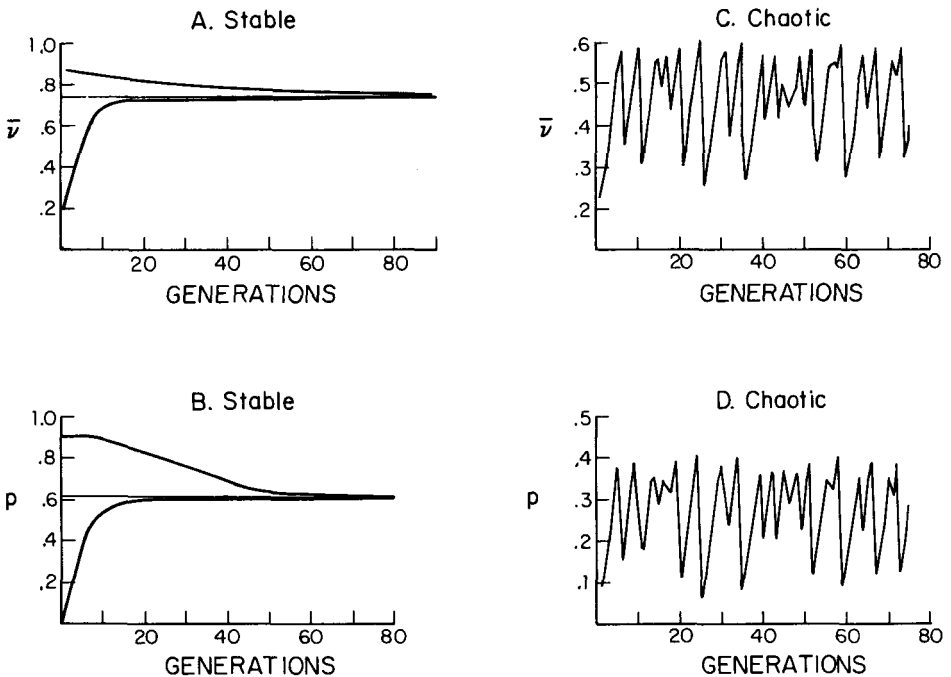 A. Stable
1.0
.8
.6
.4
.2
ν̄
20 40 60 80
GENERATIONS
C. Chaotic
.6
.5
.4
.3
.2
ν̄
20 40 60 80
GENERATIONS
B. Stable
1.0
.8
.6
.4
.2
p
20 40 60 80
GENERATIONS
D. Chaotic
.5
.4
.3
.2
.1
p
20 40 60 80
GENERATIONS